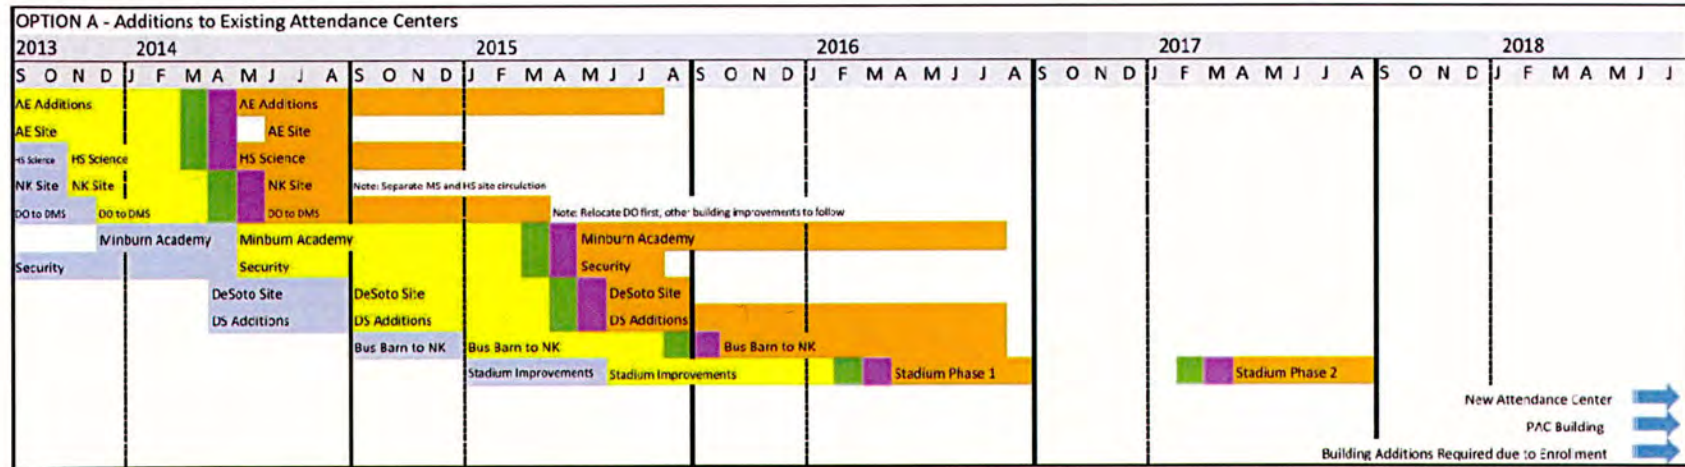 OPTION A - Additions to Existing Attendance Centers
2013 2014 2015 2016 2017 2018
S O N D J F M A M J J A S O N D J F M A M J J A S O N D J F M A M J J A S O N D J F M A M J J A S O N D J F M A M J J
AE Additions AE Additions
AE Site AE Site
HS Science HS Science HS Science
NK Site NK Site NK Site Note: Separate MS and HS site circulation
DO to DMS DO to DMS DO to DMS Note: Relocate DO first, other building improvements to follow
Minburn Academy Minburn Academy Minburn Academy
Security Security Security
DeSoto Site DeSoto Site DeSoto Site
DS Additions DS Additions DS Additions
Bus Barn to NK Bus Barn to NK Bus Barn to NK
Stadium Improvements Stadium Improvements Stadium Phase 1 Stadium Phase 2
New Attendance Center
PAC Building
Building Additions Required due to Enrollment